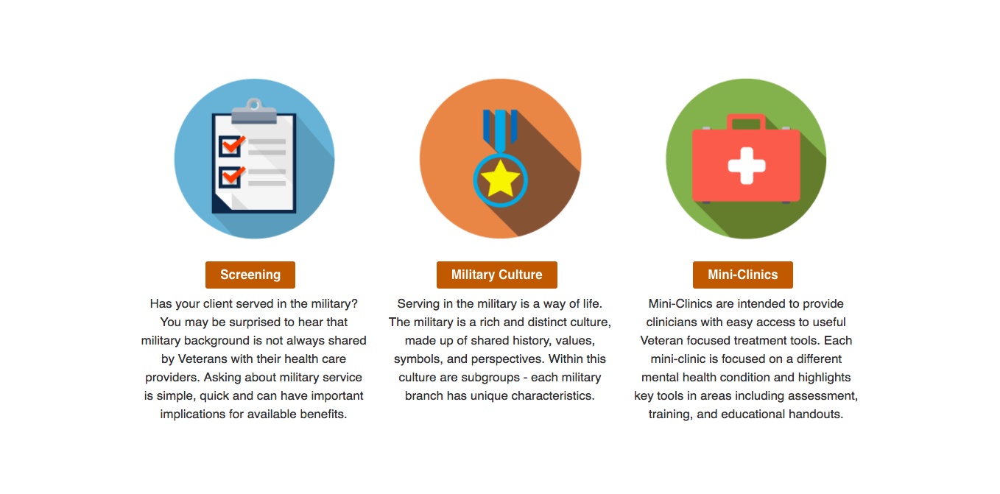 Screening
Has your client served in the military?
You may be surprised to hear that
military background is not always shared
by Veterans with their health care
providers. Asking about military service
is simple, quick and can have important
implications for available benefits.
Military Culture
Serving in the military is a way of life.
The military is a rich and distinct culture,
made up of shared history, values,
symbols, and perspectives. Within this
culture are subgroups - each military
branch has unique characteristics.
Mini-Clinics
Mini-Clinics are intended to provide
clinicians with easy access to useful
Veteran focused treatment tools. Each
mini-clinic is focused on a different
mental health condition and highlights
key tools in areas including assessment,
training, and educational handouts.